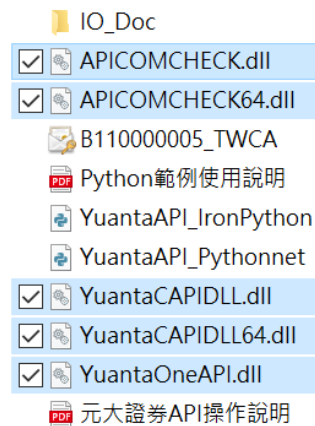 IO_Doc
APICOMCHECK.dll
APICOMCHECK64.dll
B110000005_TWCA
Python範例使用說明
YuantaAPI_IronPython
YuantaAPI_Pythonnet
YuantaCAPIDLL.dll
YuantaCAPIDLL64.dll
YuantaOneAPI.dll
元大證券API操作說明